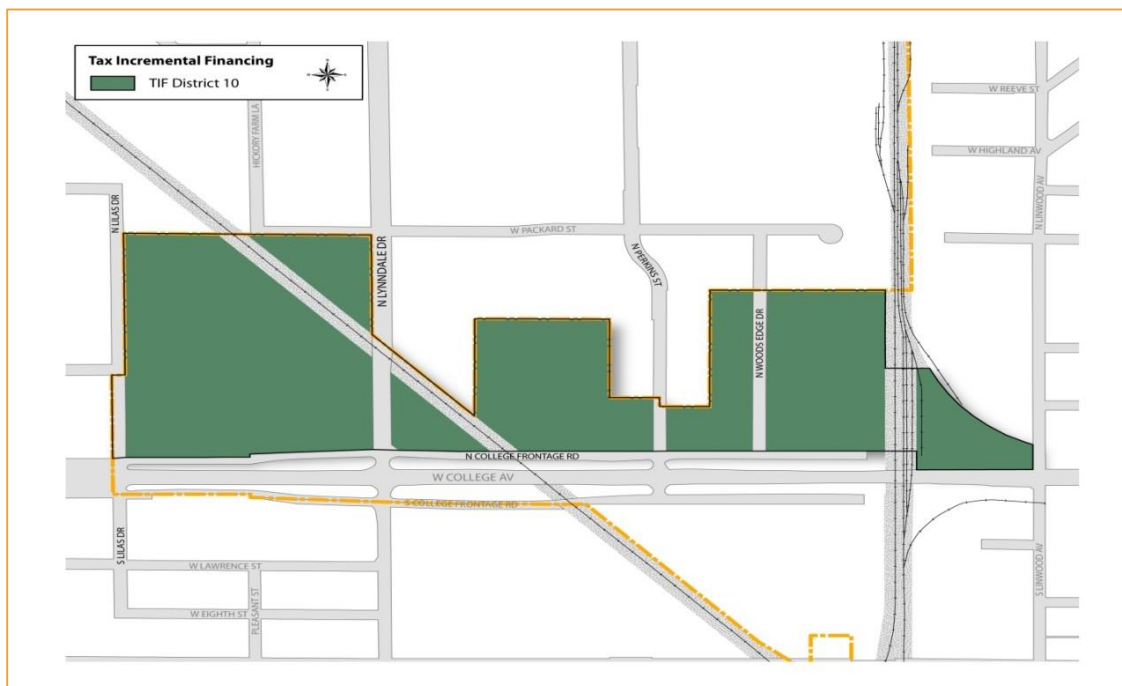 Tax Incremental Financing
TIF District 10
W REEVE ST
HICKORY FARM LA
W HIGHLAND AV
N LILAS DR
N LINWOOD AV
W PACKARD ST
N LYNNDALE DR
N PERKINS ST
N WOODS EDGE DR
N COLLEGE FRONTAGE RD
W COLLEGE AV
S COLLEGE FRONTAGE RD
S LILAS DR
W LAWRENCE ST
PLEASANT ST
S LINWOOD AV
W EIGHTH ST